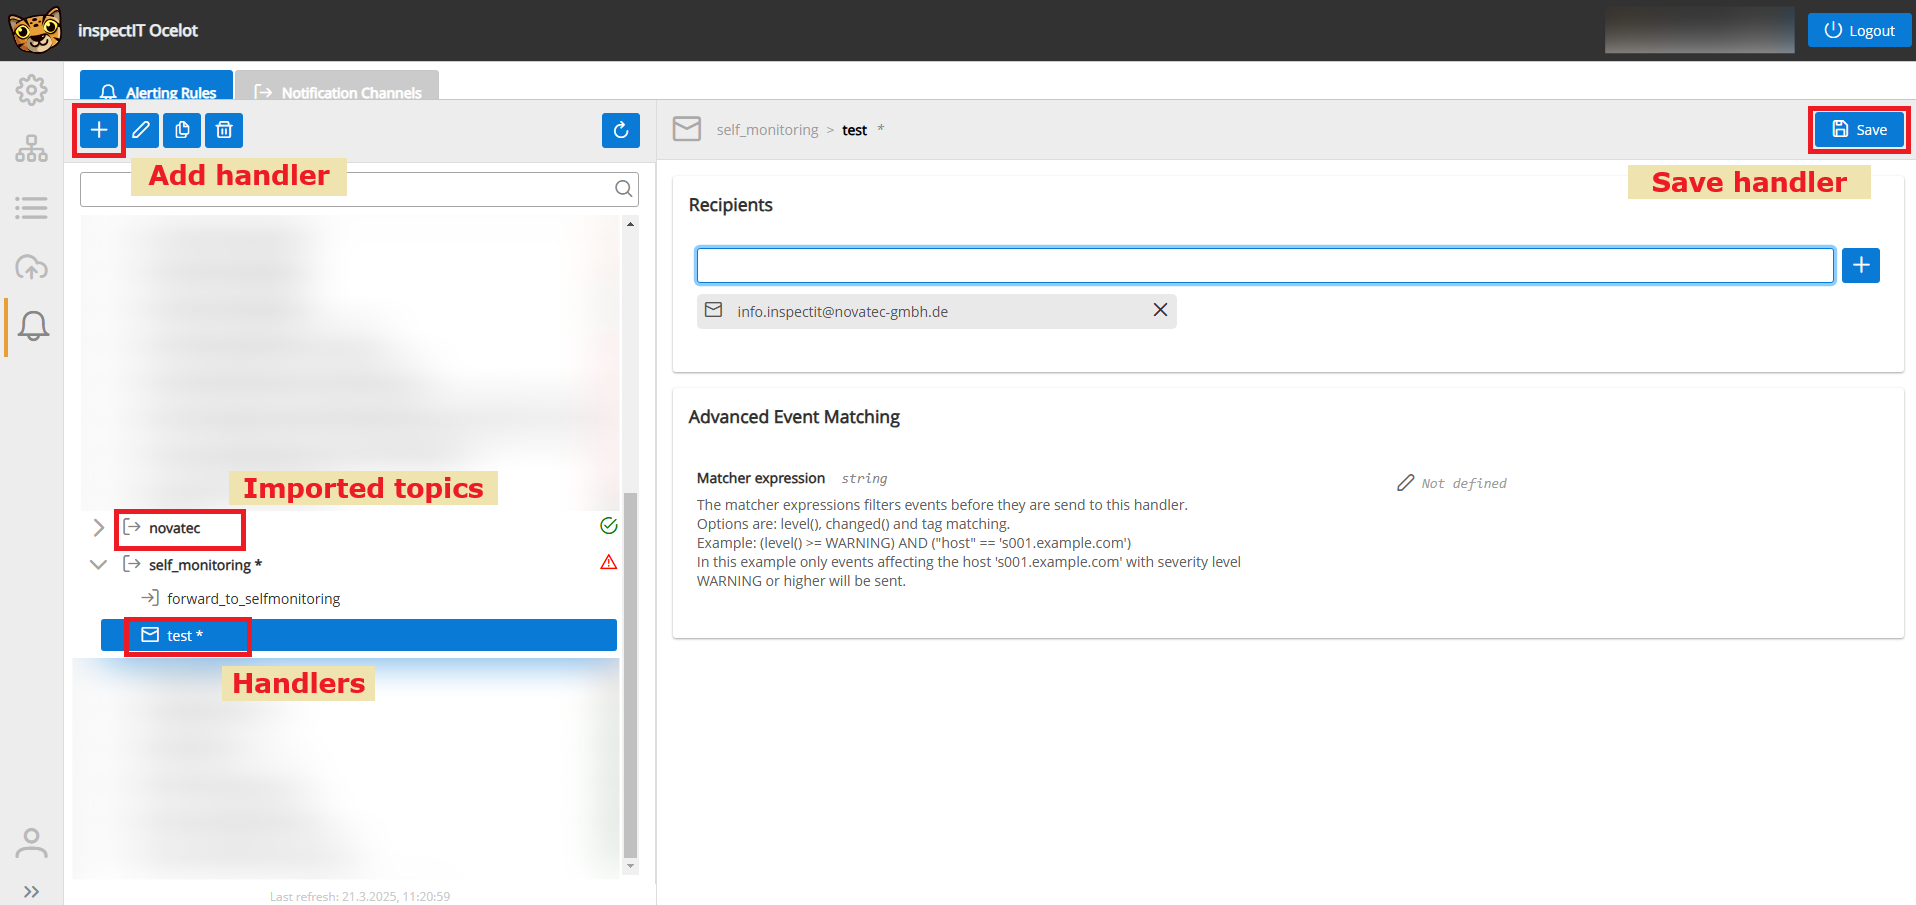 inspectIT Ocelot
Logout
Alerting Rules
Notification Channels
Add handler
self_monitoring > test *
Save
Save handler
Recipients
info.inspectit@novatec-gmbh.de
Advanced Event Matching
Matcher expression string
Not defined
The matcher expressions filters events before they are send to this handler.
Options are: level(), changed() and tag matching.
Example: (level() >= WARNING) AND ("host" == 's001.example.com')
In this example only events affecting the host 's001.example.com' with severity level
WARNING or higher will be sent.
Imported topics
novatec
self_monitoring *
forward_to_selfmonitoring
test *
Handlers
Last refresh: 21.3.2025, 11:20:59